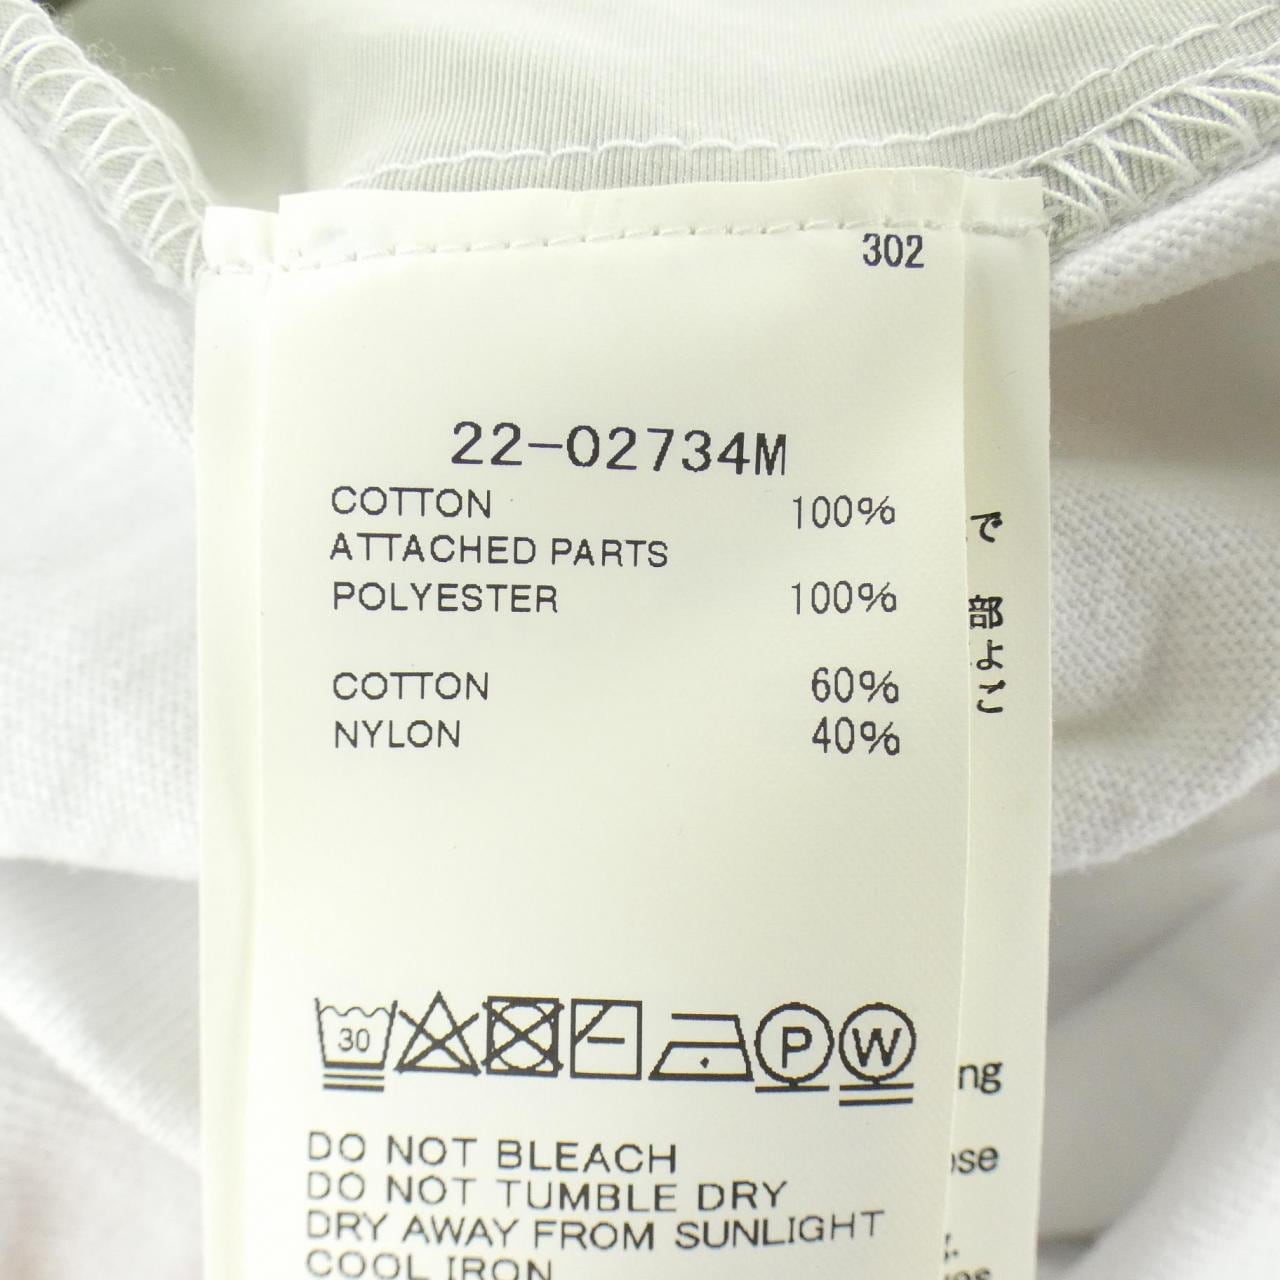 302
22-02734M
COTTON 100%
ATTACHED PARTS
POLYESTER 100%
COTTON 60%
NYLON 40%
30 P W
DO NOT BLEACH
DO NOT TUMBLE DRY
DRY AWAY FROM SUNLIGHT
COOL IRON
で
部
よ
こ
ng
ose